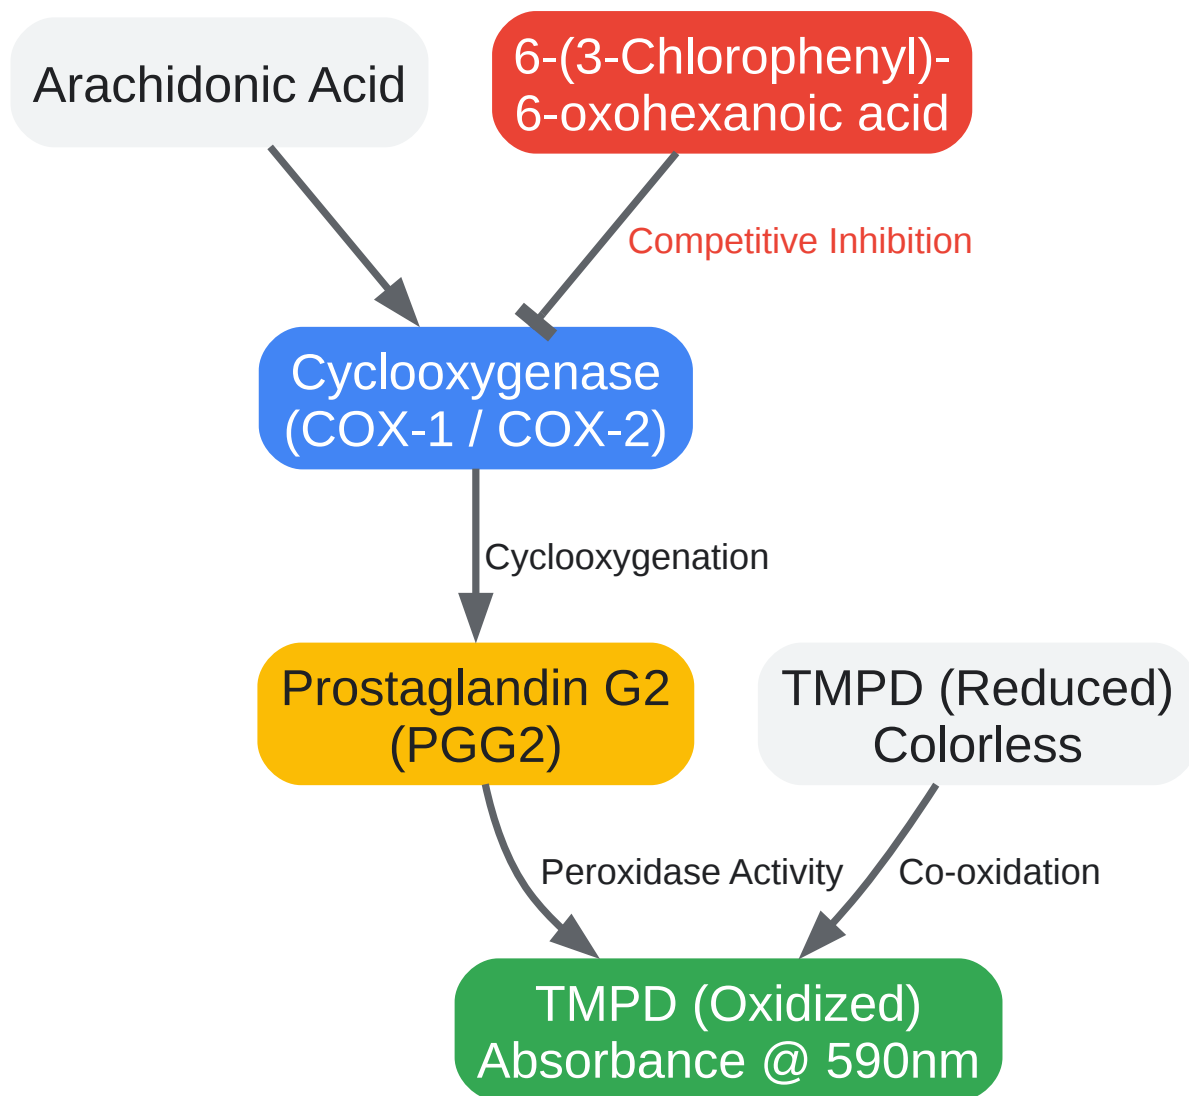 Arachidonic Acid
6-(3-Chlorophenyl)-
6-oxohexanoic acid
Competitive Inhibition
Cyclooxygenase
(COX-1 / COX-2)
Cyclooxygenation
Prostaglandin G2
(PGG2)
TMPD (Reduced)
Colorless
Peroxidase Activity
Co-oxidation
TMPD (Oxidized)
Absorbance @ 590nm